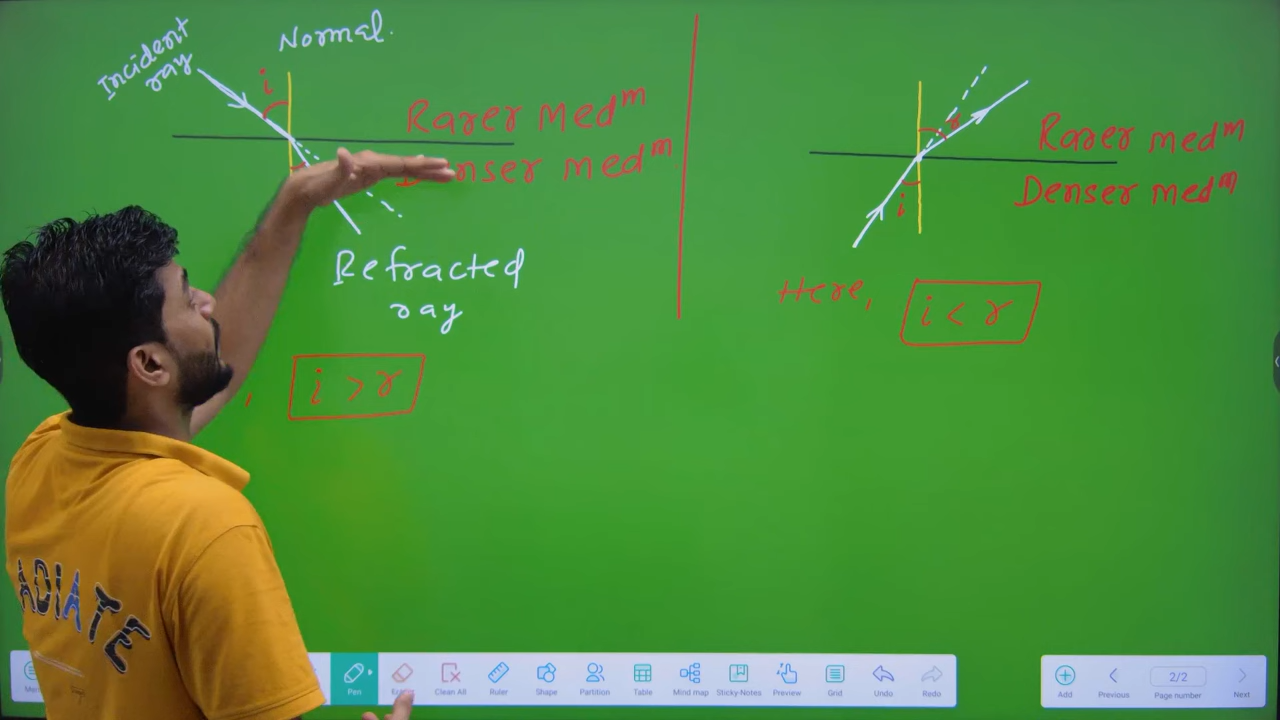 Incident
ray
Normal.
i
Rarer medᵐ
medᵐ
Refracted
ray
, i > r
r
Rarer medᵐ
Denser medᵐ
i
Here, i < r
ADIATE
Pen
Eraser
Clean All
Ruler
Shape
Partition
Table
Mind map
Sticky-Notes
Preview
Grid
Undo
Redo
Add
Previous
2/2
Page number
Next